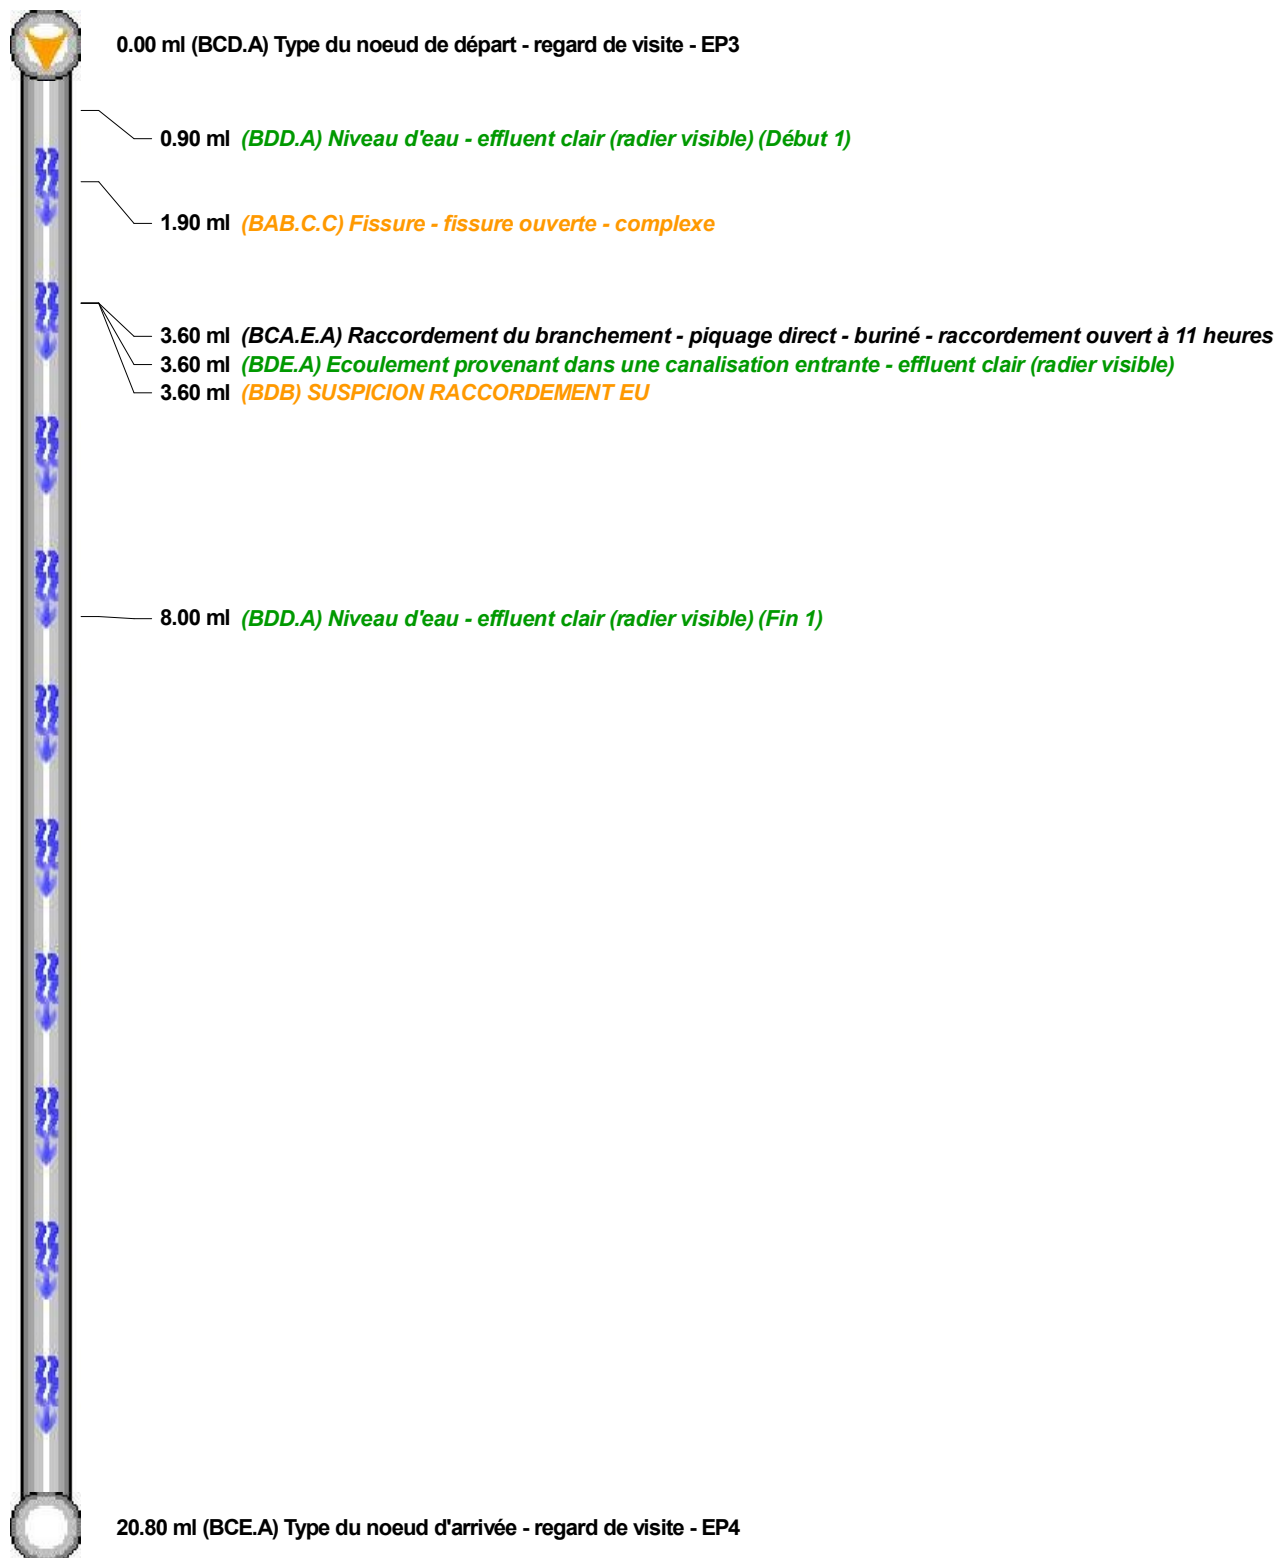 0.00 ml (BCD.A) Type du noeud de départ - regard de visite - EP3
0.90 ml (BDD.A) Niveau d'eau - effluent clair (radier visible) (Début 1)
1.90 ml (BAB.C.C) Fissure - fissure ouverte - complexe
3.60 ml (BCA.E.A) Raccordement du branchement - piquage direct - buriné - raccordement ouvert à 11 heures
3.60 ml (BDE.A) Ecoulement provenant dans une canalisation entrante - effluent clair (radier visible)
3.60 ml (BDB) SUSPICION RACCORDEMENT EU
8.00 ml (BDD.A) Niveau d'eau - effluent clair (radier visible) (Fin 1)
20.80 ml (BCE.A) Type du noeud d'arrivée - regard de visite - EP4